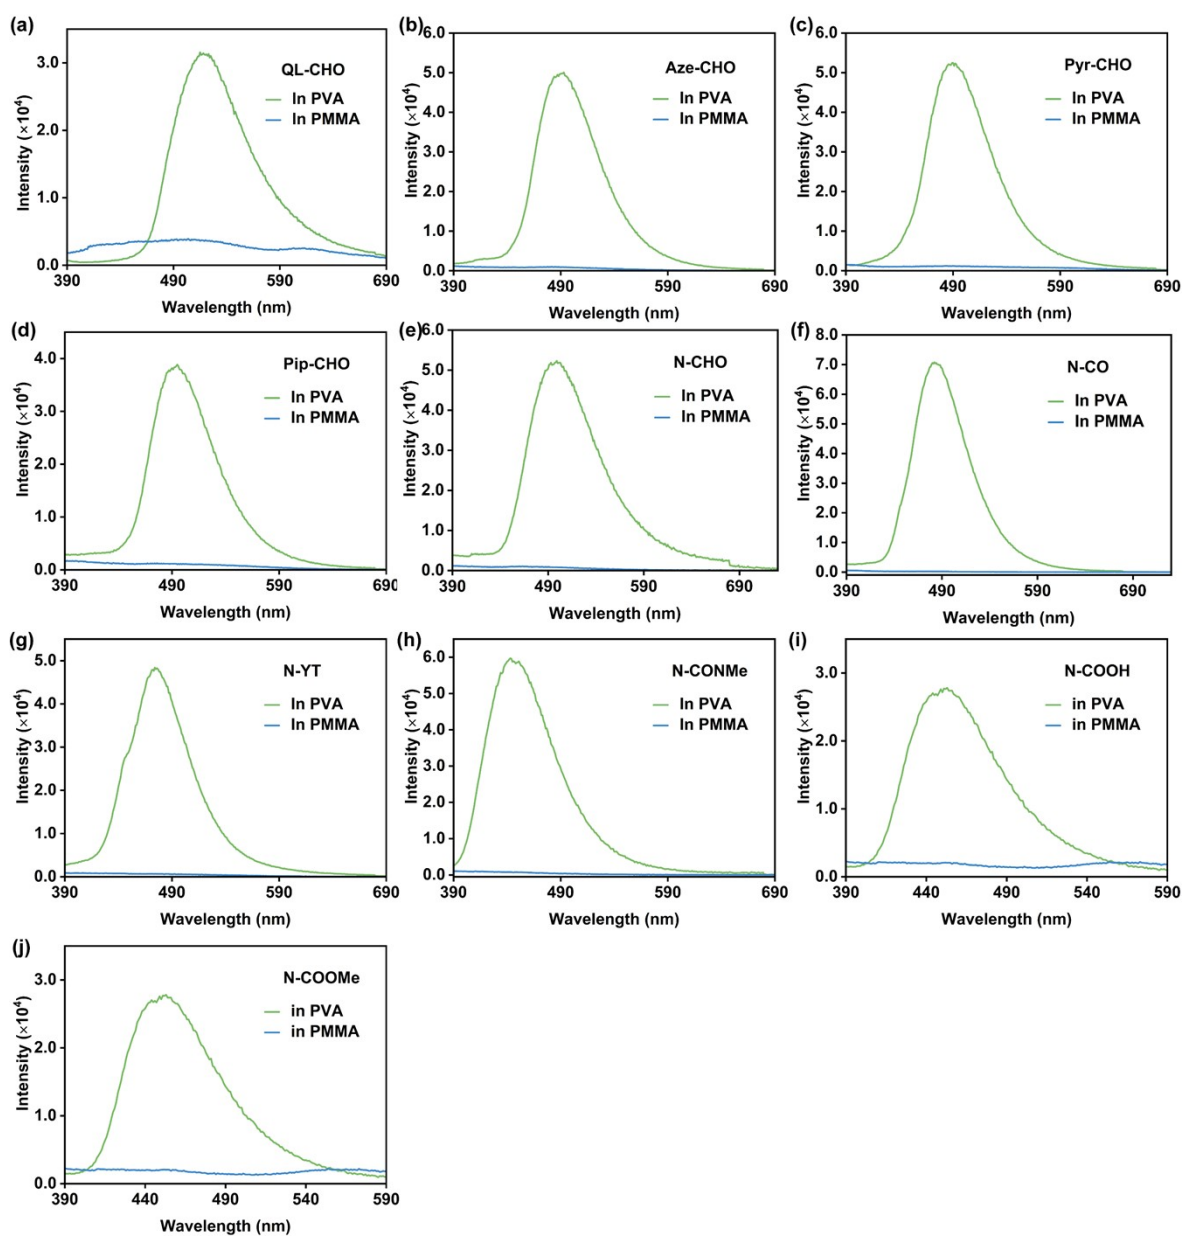 (a)
QL-CHO
In PVA
In PMMA
Intensity (×10⁴)
3.0
2.0
1.0
0.0
390 490 590 690
Wavelength (nm)
(b)
Aze-CHO
In PVA
In PMMA
Intensity (×10⁴)
6.0
5.0
4.0
3.0
2.0
1.0
0.0
390 490 590 690
Wavelength (nm)
(c)
Pyr-CHO
In PVA
In PMMA
Intensity (×10⁴)
6.0
5.0
4.0
3.0
2.0
1.0
0.0
390 490 590 690
Wavelength (nm)
(d)
Pip-CHO
In PVA
In PMMA
Intensity (×10⁴)
4.0
3.0
2.0
1.0
0.0
390 490 590 690
Wavelength (nm)
(e)
N-CHO
In PVA
In PMMA
Intensity (×10⁴)
6.0
5.0
4.0
3.0
2.0
1.0
0.0
390 490 590 690
Wavelength (nm)
(f)
N-CO
In PVA
In PMMA
Intensity (×10⁴)
8.0
7.0
6.0
5.0
4.0
3.0
2.0
1.0
0.0
390 490 590 690
Wavelength (nm)
(g)
N-YT
In PVA
In PMMA
Intensity (×10⁴)
5.0
4.0
3.0
2.0
1.0
0.0
390 490 590 690
Wavelength (nm)
(h)
N-CONMe
In PVA
In PMMA
Intensity (×10⁴)
6.0
5.0
4.0
3.0
2.0
1.0
0.0
390 490 590 690
Wavelength (nm)
(i)
N-COOH
in PVA
in PMMA
Intensity (×10⁴)
3.0
2.0
1.0
0.0
390 440 490 540 590
Wavelength (nm)
(j)
N-COOMe
in PVA
in PMMA
Intensity (×10⁴)
3.0
2.0
1.0
0.0
390 440 490 540 590
Wavelength (nm)